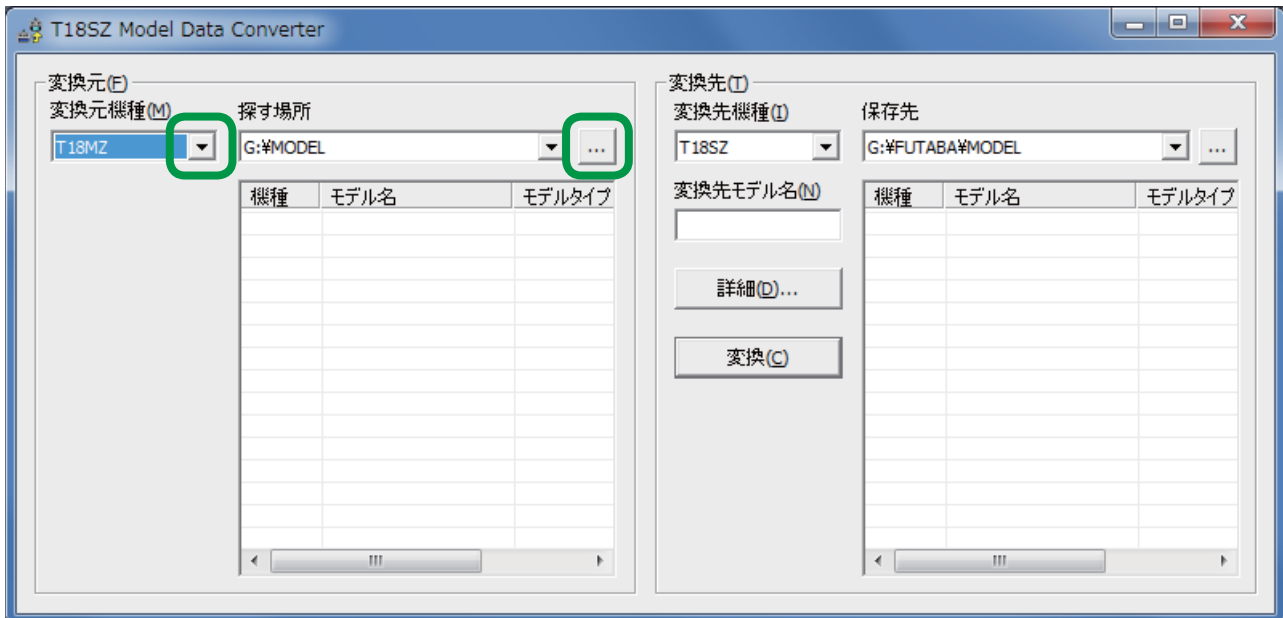 T18SZ Model Data Converter
変換元(F)
変換元機種(M)
探す場所
T18MZ
G:¥MODEL
...
機種
モデル名
モデルタイプ
変換先(T)
変換先機種(I)
保存先
T18SZ
G:¥FUTABA¥MODEL
...
変換先モデル名(N)
詳細(D)...
変換(C)
機種
モデル名
モデルタイプ